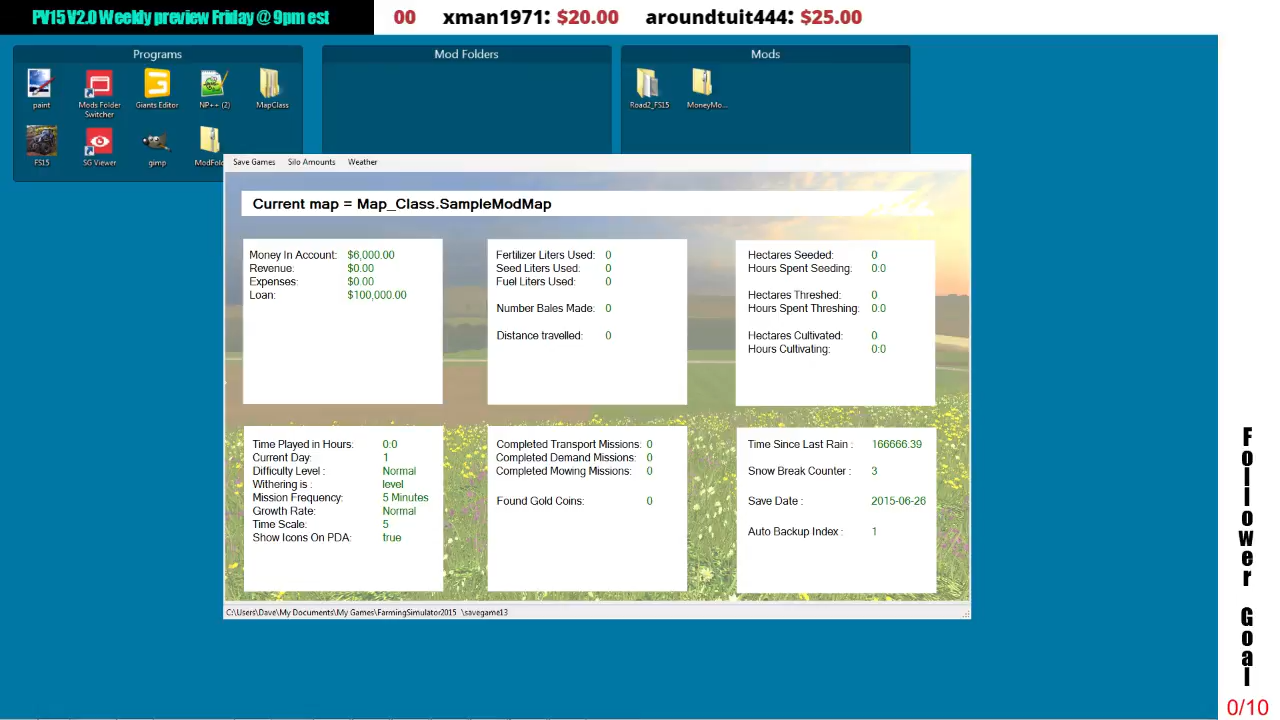 PV15 V2.0 Weekly preview Friday @ 9pm est
00 xman1971: $20.00 aroundtuit444: $25.00
Programs
Mod Folders
Mods
paint
Mods Folder
Switcher
Giants Editor
NP++ (2)
MapClass
Road2_FS15
MoneyMo...
FS15
SG Viewer
gimp
Save Games
Silo Amounts
Weather
Current map = Map_Class.SampleModMap
Money In Account: $6,000.00
Revenue: $0.00
Expenses: $0.00
Loan: $100,000.00
Fertilizer Liters Used: 0
Seed Liters Used: 0
Fuel Liters Used: 0
Number Bales Made: 0
Distance travelled: 0
Hectares Seeded: 0
Hours Spent Seeding: 0:0
Hectares Threshed: 0
Hours Spent Threshing: 0:0
Hectares Cultivated: 0
Hours Cultivating: 0:0
Time Played in Hours: 0:0
Current Day: 1
Difficulty Level : Normal
Withering is : level
Mission Frequency: 5 Minutes
Growth Rate: Normal
Time Scale: 5
Show Icons On PDA: true
Completed Transport Missions: 0
Completed Demand Missions: 0
Completed Mowing Missions: 0
Found Gold Coins: 0
Time Since Last Rain : 166666.39
Snow Break Counter : 3
Save Date : 2015-06-26
Auto Backup Index : 1
C:\Users\Dave\My Documents\My Games\FarmingSimulator2015 \savegame13
Follower Goal
0/10